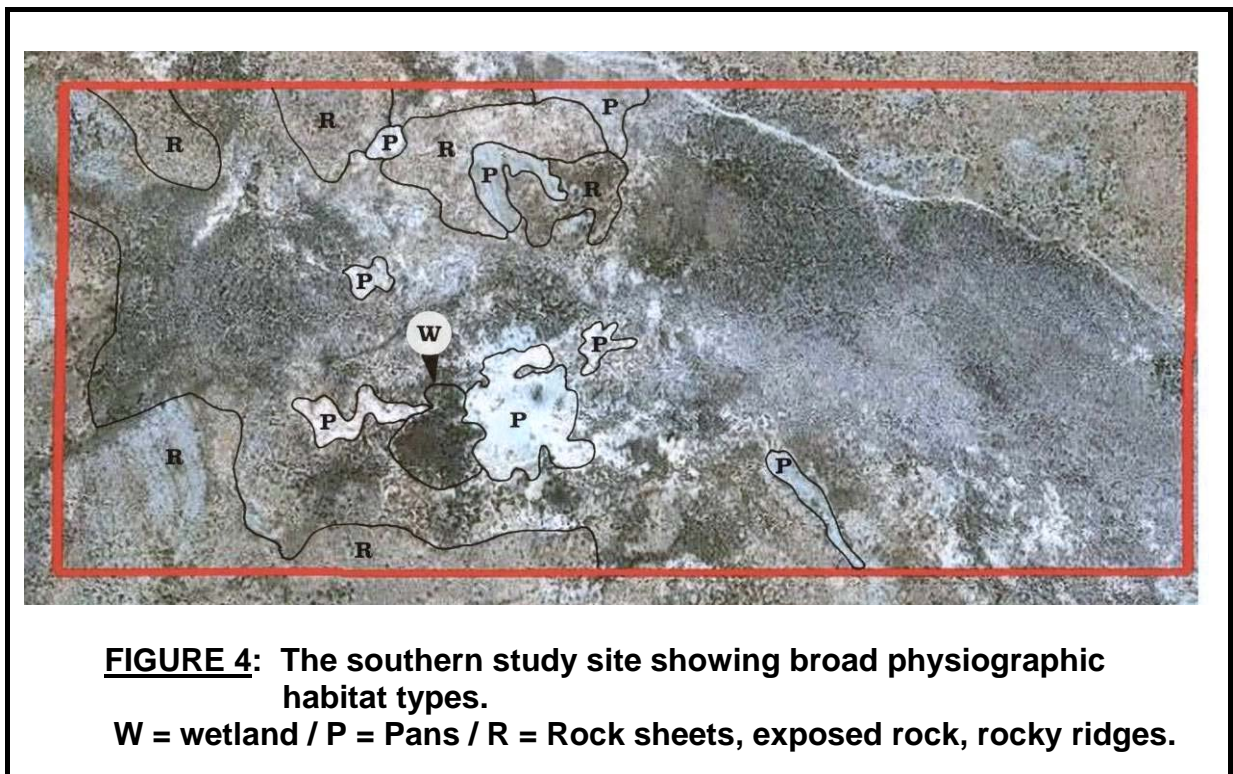 P
R
R
P
R
P
R
P
W
P
P
P
R
P
R
FIGURE 4: The southern study site showing broad physiographic
habitat types.
W = wetland / P = Pans / R = Rock sheets, exposed rock, rocky ridges.